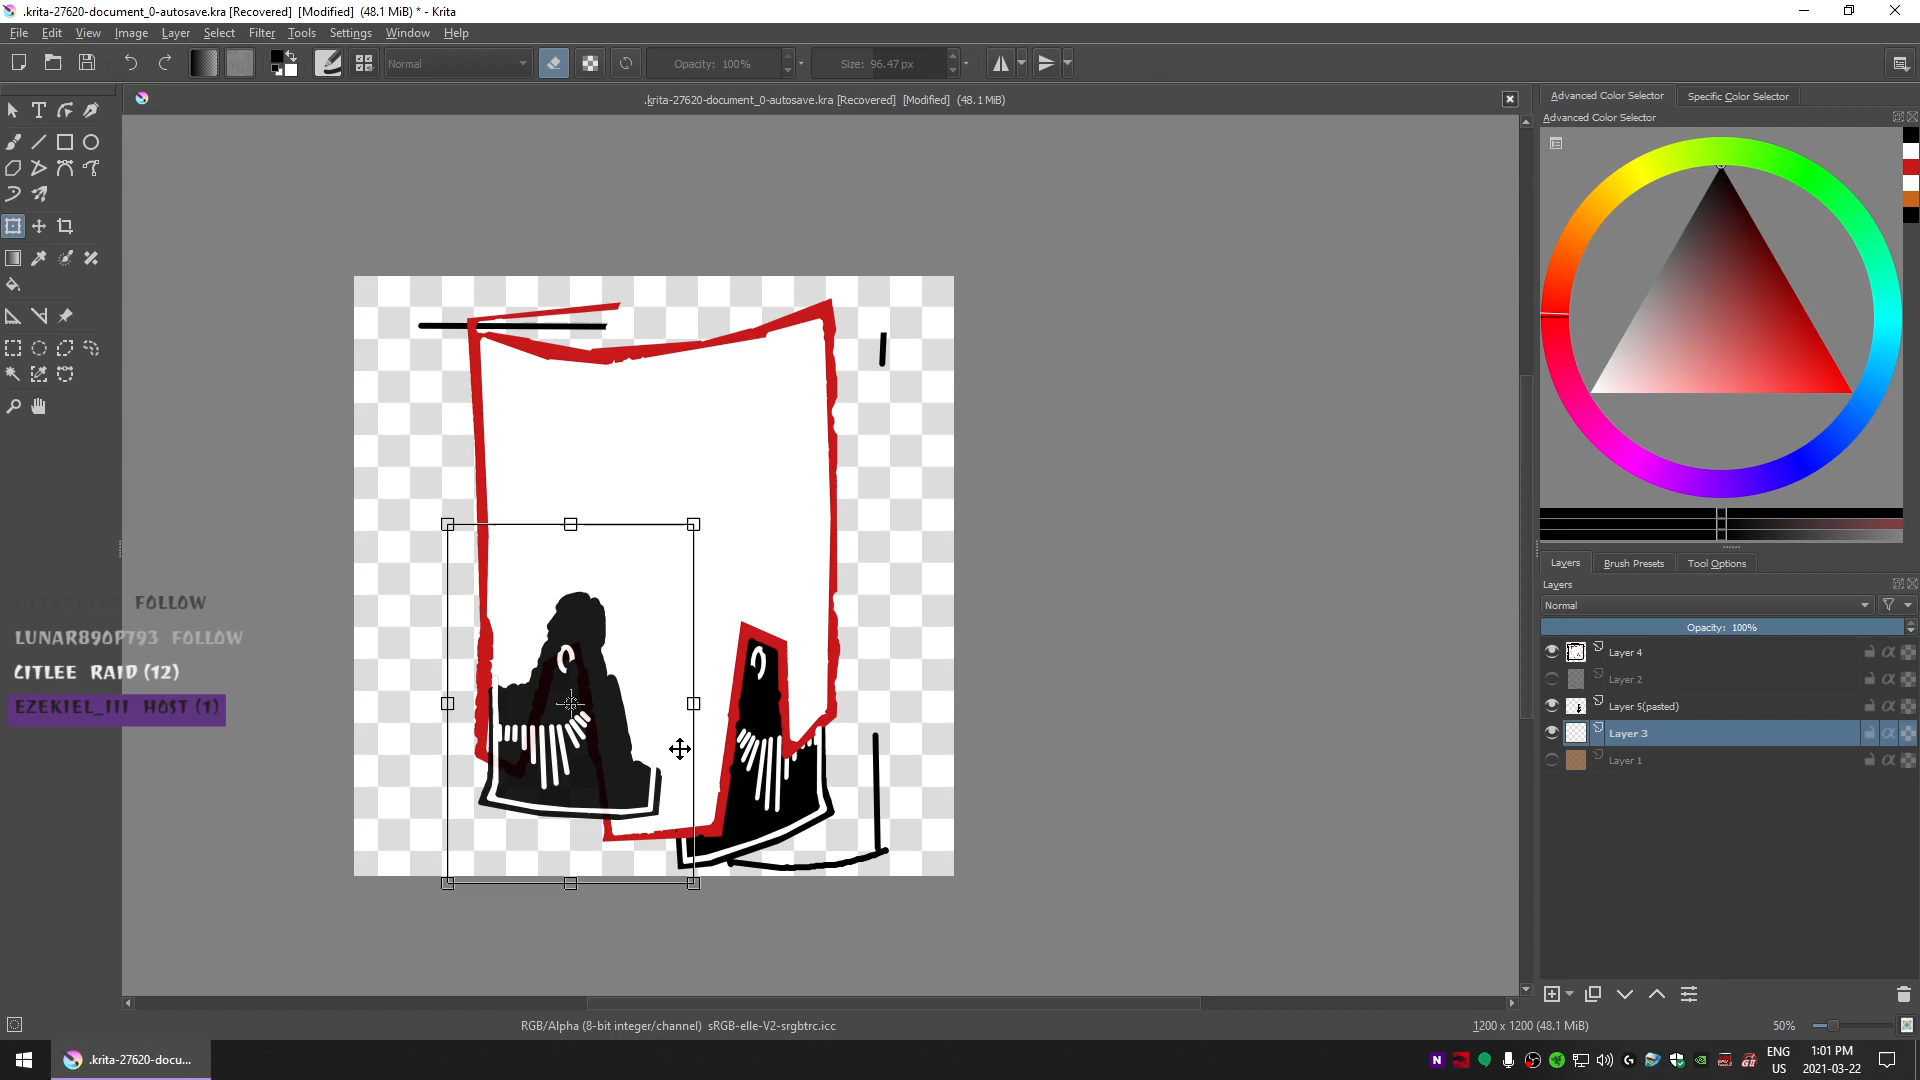 .krita-27620-document_0-autosave.kra [Recovered] [Modified] (48.1 MiB) * - Krita
File Edit View Image Layer Select Filter Tools Settings Window Help
Normal
Opacity: 100%
Size: 96.47 px
.krita-27620-document_0-autosave.kra [Recovered] [Modified] (48.1 MiB)
Advanced Color Selector
Specific Color Selector
Advanced Color Selector
FOLLOW
LUNAR890P793 FOLLOW
CITLEE RAID (12)
EZEKIEL_III HOST (1)
Layers
Brush Presets
Tool Options
Layers
Normal
Opacity: 100%
Layer 4
Layer 2
Layer 5(pasted)
Layer 3
Layer 1
RGB/Alpha (8-bit integer/channel) sRGB-elle-V2-srgbtrc.icc
1200 x 1200 (48.1 MiB)
50%
.krita-27620-docu...
ENG
US
1:01 PM
2021-03-22